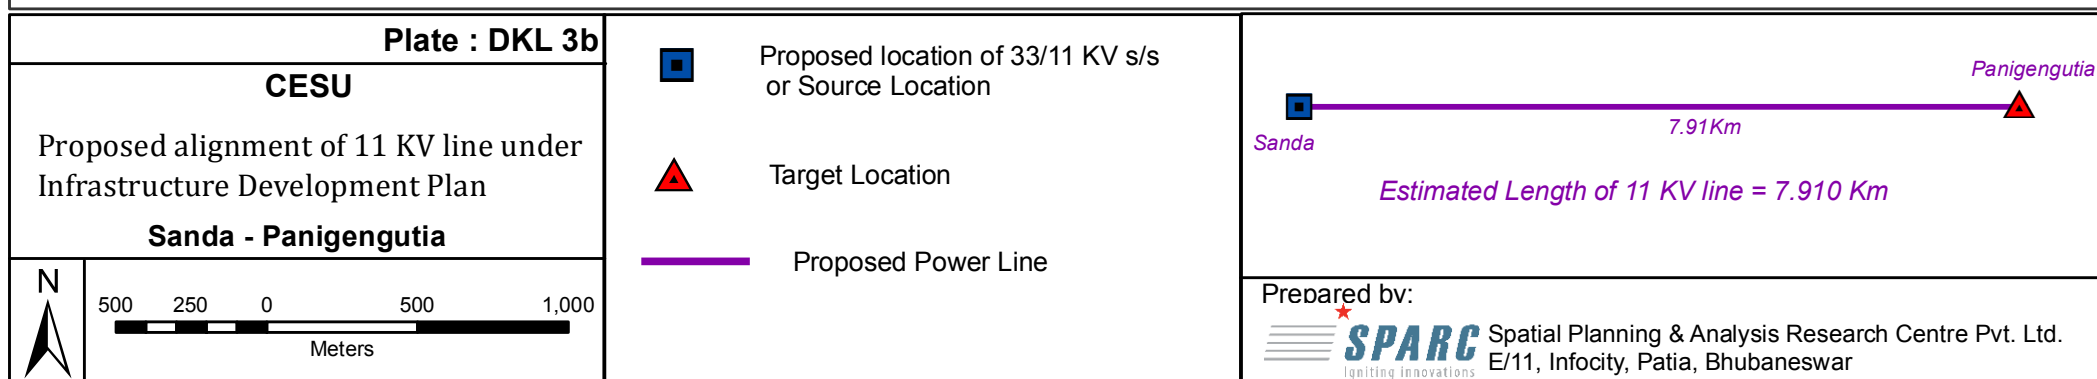 Plate : DKL 3b
CESU
Proposed alignment of 11 KV line under
Infrastructure Development Plan
Sanda - Panigengutia
N
500 250 0 500 1,000
Meters
Proposed location of 33/11 KV s/s
or Source Location
Target Location
Proposed Power Line
Panigengutia
7.91Km
Sanda
Estimated Length of 11 KV line = 7.910 Km
Prepared by:
SPARC
Igniting innovations
Spatial Planning & Analysis Research Centre Pvt. Ltd.
E/11, Infocity, Patia, Bhubaneswar